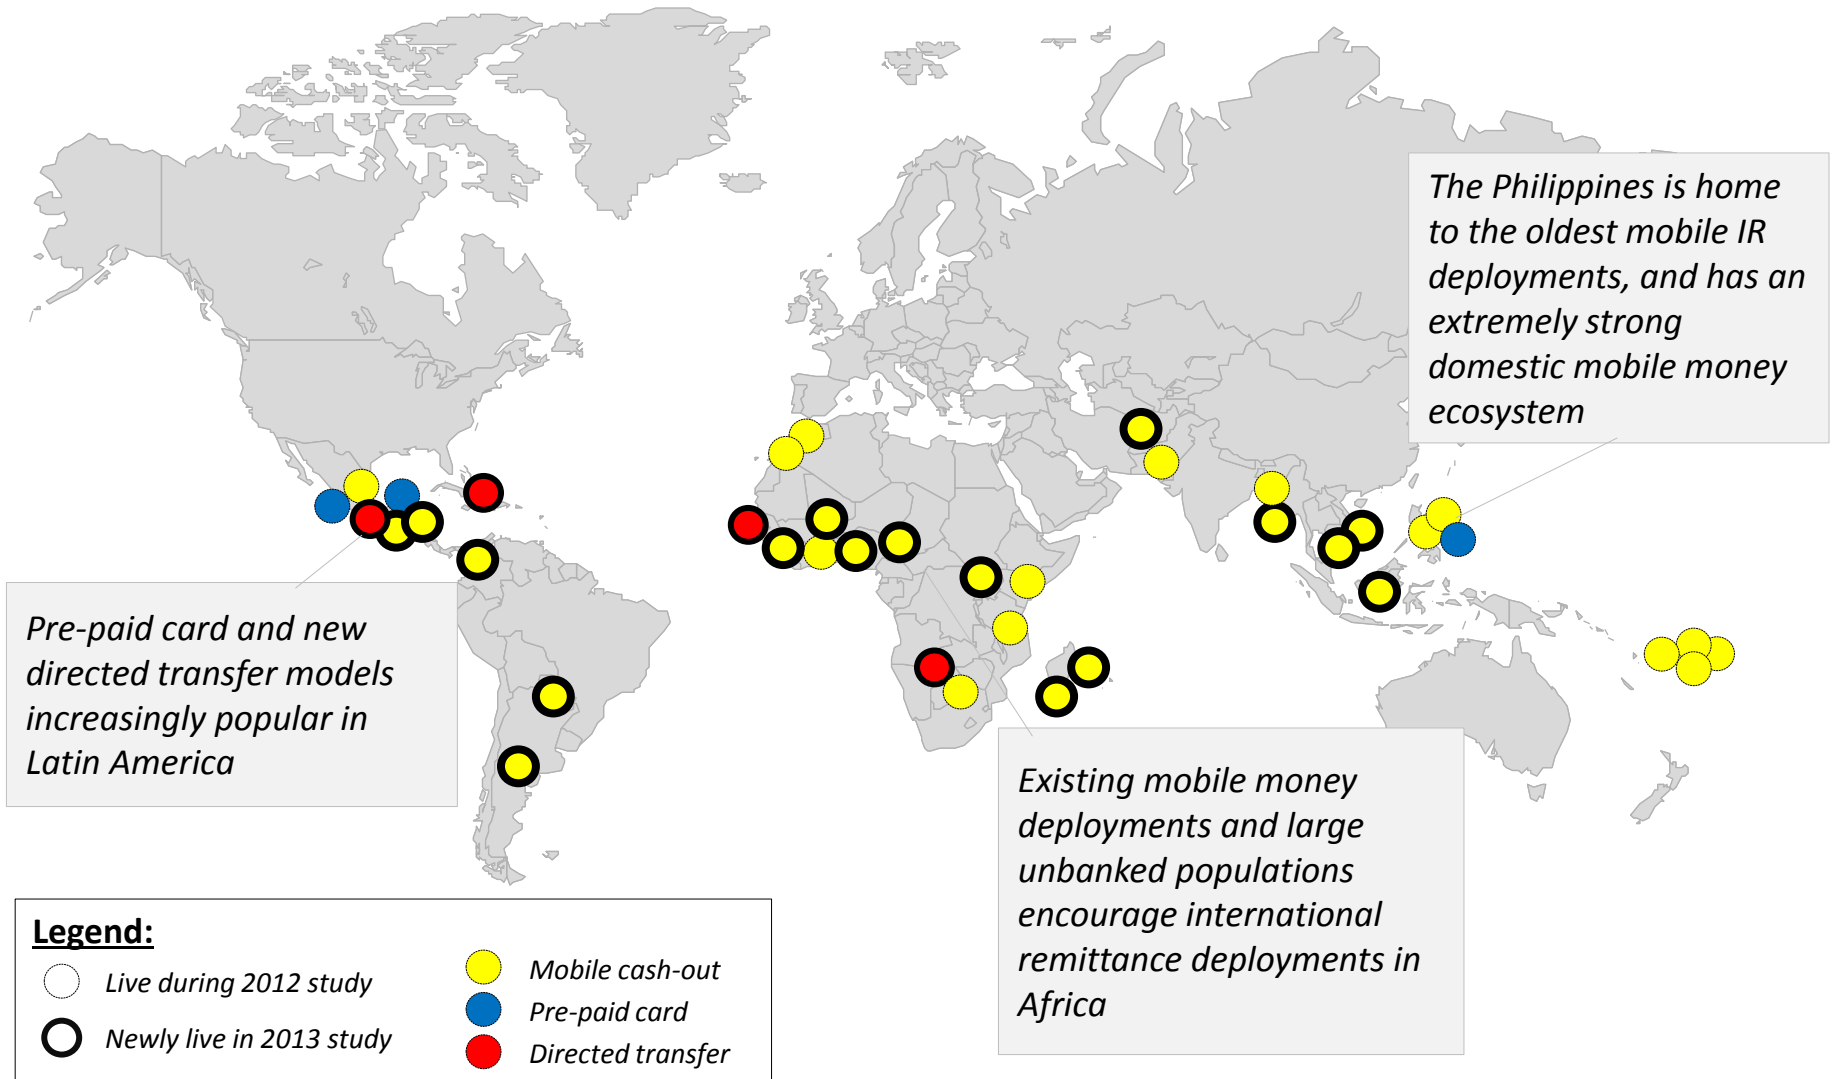 The Philippines is home
to the oldest mobile IR
deployments, and has an
extremely strong
domestic mobile money
ecosystem
Pre-paid card and new
directed transfer models
increasingly popular in
Latin America
Existing mobile money
deployments and large
unbanked populations
encourage international
remittance deployments in
Africa
Legend:
Live during 2012 study
Newly live in 2013 study
Mobile cash-out
Pre-paid card
Directed transfer